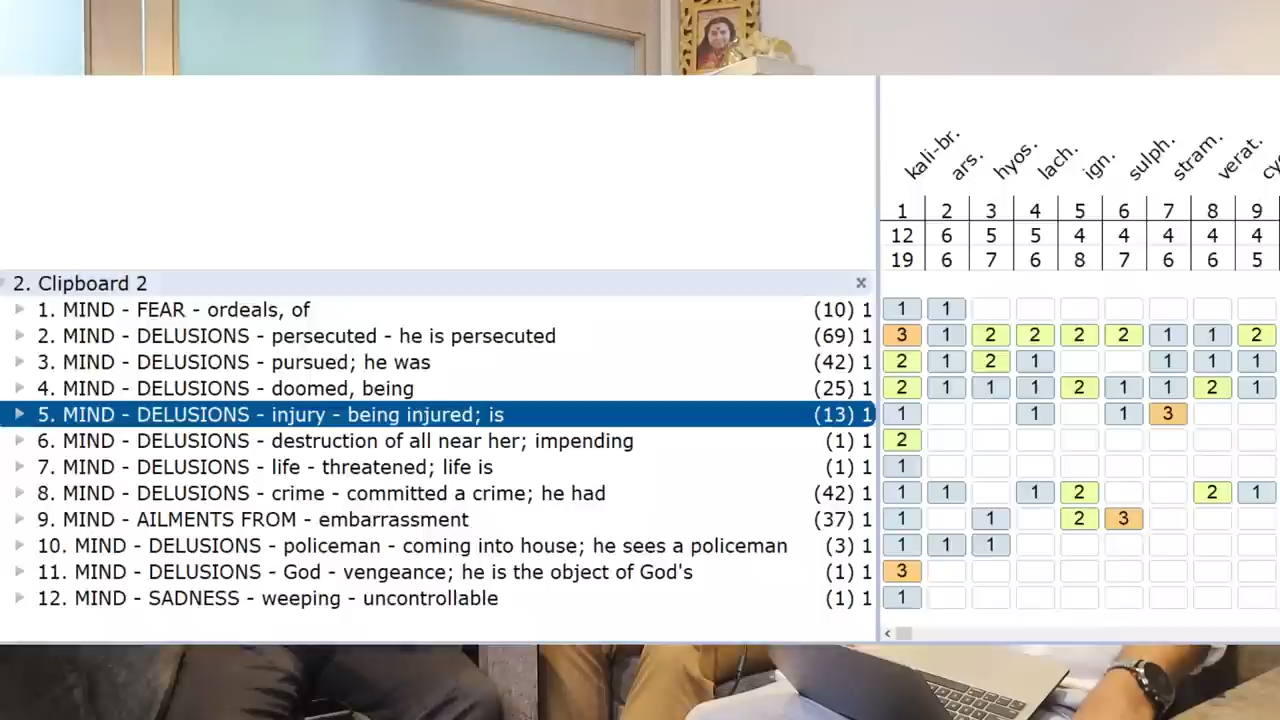 kali-br. ars. hyos. lach. ign. sulph. stram. verat.
1 2 3 4 5 6 7 8 9
12 6 5 5 4 4 4 4 4
19 6 7 6 8 7 6 6 5
2. Clipboard 2 x
1. MIND - FEAR - ordeals, of (10) 1 1 1
2. MIND - DELUSIONS - persecuted - he is persecuted (69) 1 3 1 2 2 2 2 1 1 2
3. MIND - DELUSIONS - pursued; he was (42) 1 2 1 2 1 1 1 1
4. MIND - DELUSIONS - doomed, being (25) 1 2 1 1 1 2 1 1 2 1
5. MIND - DELUSIONS - injury - being injured; is (13) 1 1 1 1 3
6. MIND - DELUSIONS - destruction of all near her; impending (1) 1 2
7. MIND - DELUSIONS - life - threatened; life is (1) 1 1
8. MIND - DELUSIONS - crime - committed a crime; he had (42) 1 1 1 1 2 2 1
9. MIND - AILMENTS FROM - embarrassment (37) 1 1 1 2 3
10. MIND - DELUSIONS - policeman - coming into house; he sees a policeman (3) 1 1 1 1
11. MIND - DELUSIONS - God - vengeance; he is the object of God's (1) 1 3
12. MIND - SADNESS - weeping - uncontrollable (1) 1 1